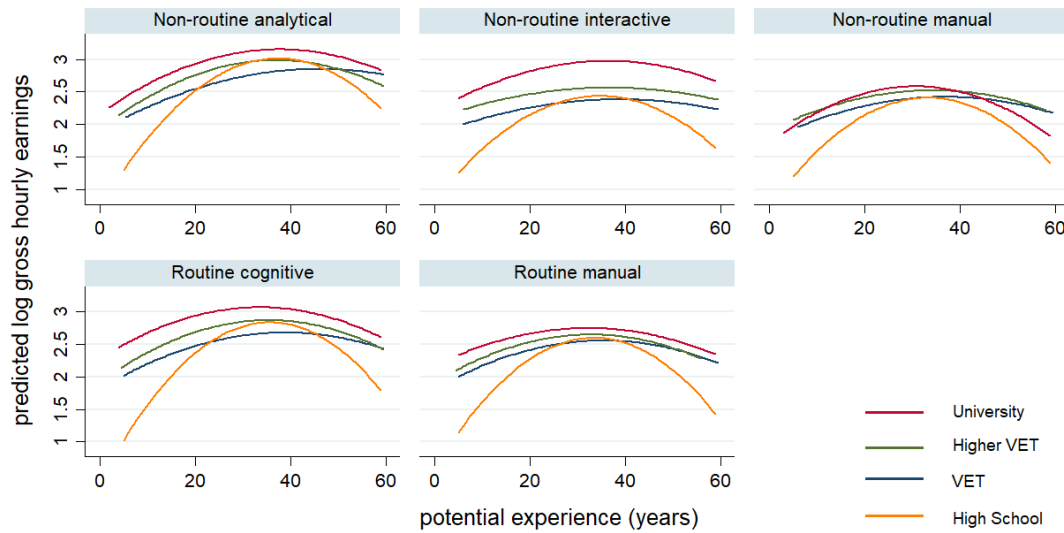 Non-routine analytical
Non-routine interactive
Non-routine manual
3
2.5
2
1.5
1
0 20 40 60
0 20 40 60
0 20 40 60
predicted log gross hourly earnings
Routine cognitive
Routine manual
3
2.5
2
1.5
1
0 20 40 60
0 20 40 60
potential experience (years)
University
Higher VET
VET
High School